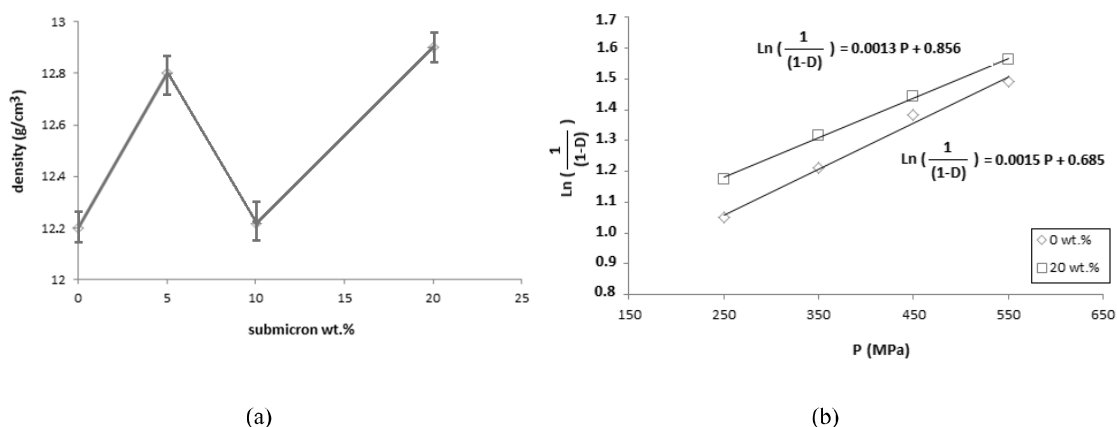 13
12.8
12.6
12.4
12.2
12
density (g/cm³)
0 5 10 15 20 25
submicron wt.%
(a)
1.7
1.6
1.5
1.4
1.3
1.2
1.1
1.0
0.9
0.8
Ln ( 1 / (1-D) )
Ln ( 1 / (1-D) ) = 0.0013 P + 0.856
Ln ( 1 / (1-D) ) = 0.0015 P + 0.685
0 wt.%
20 wt.%
150 250 350 450 550 650
P (MPa)
(b)